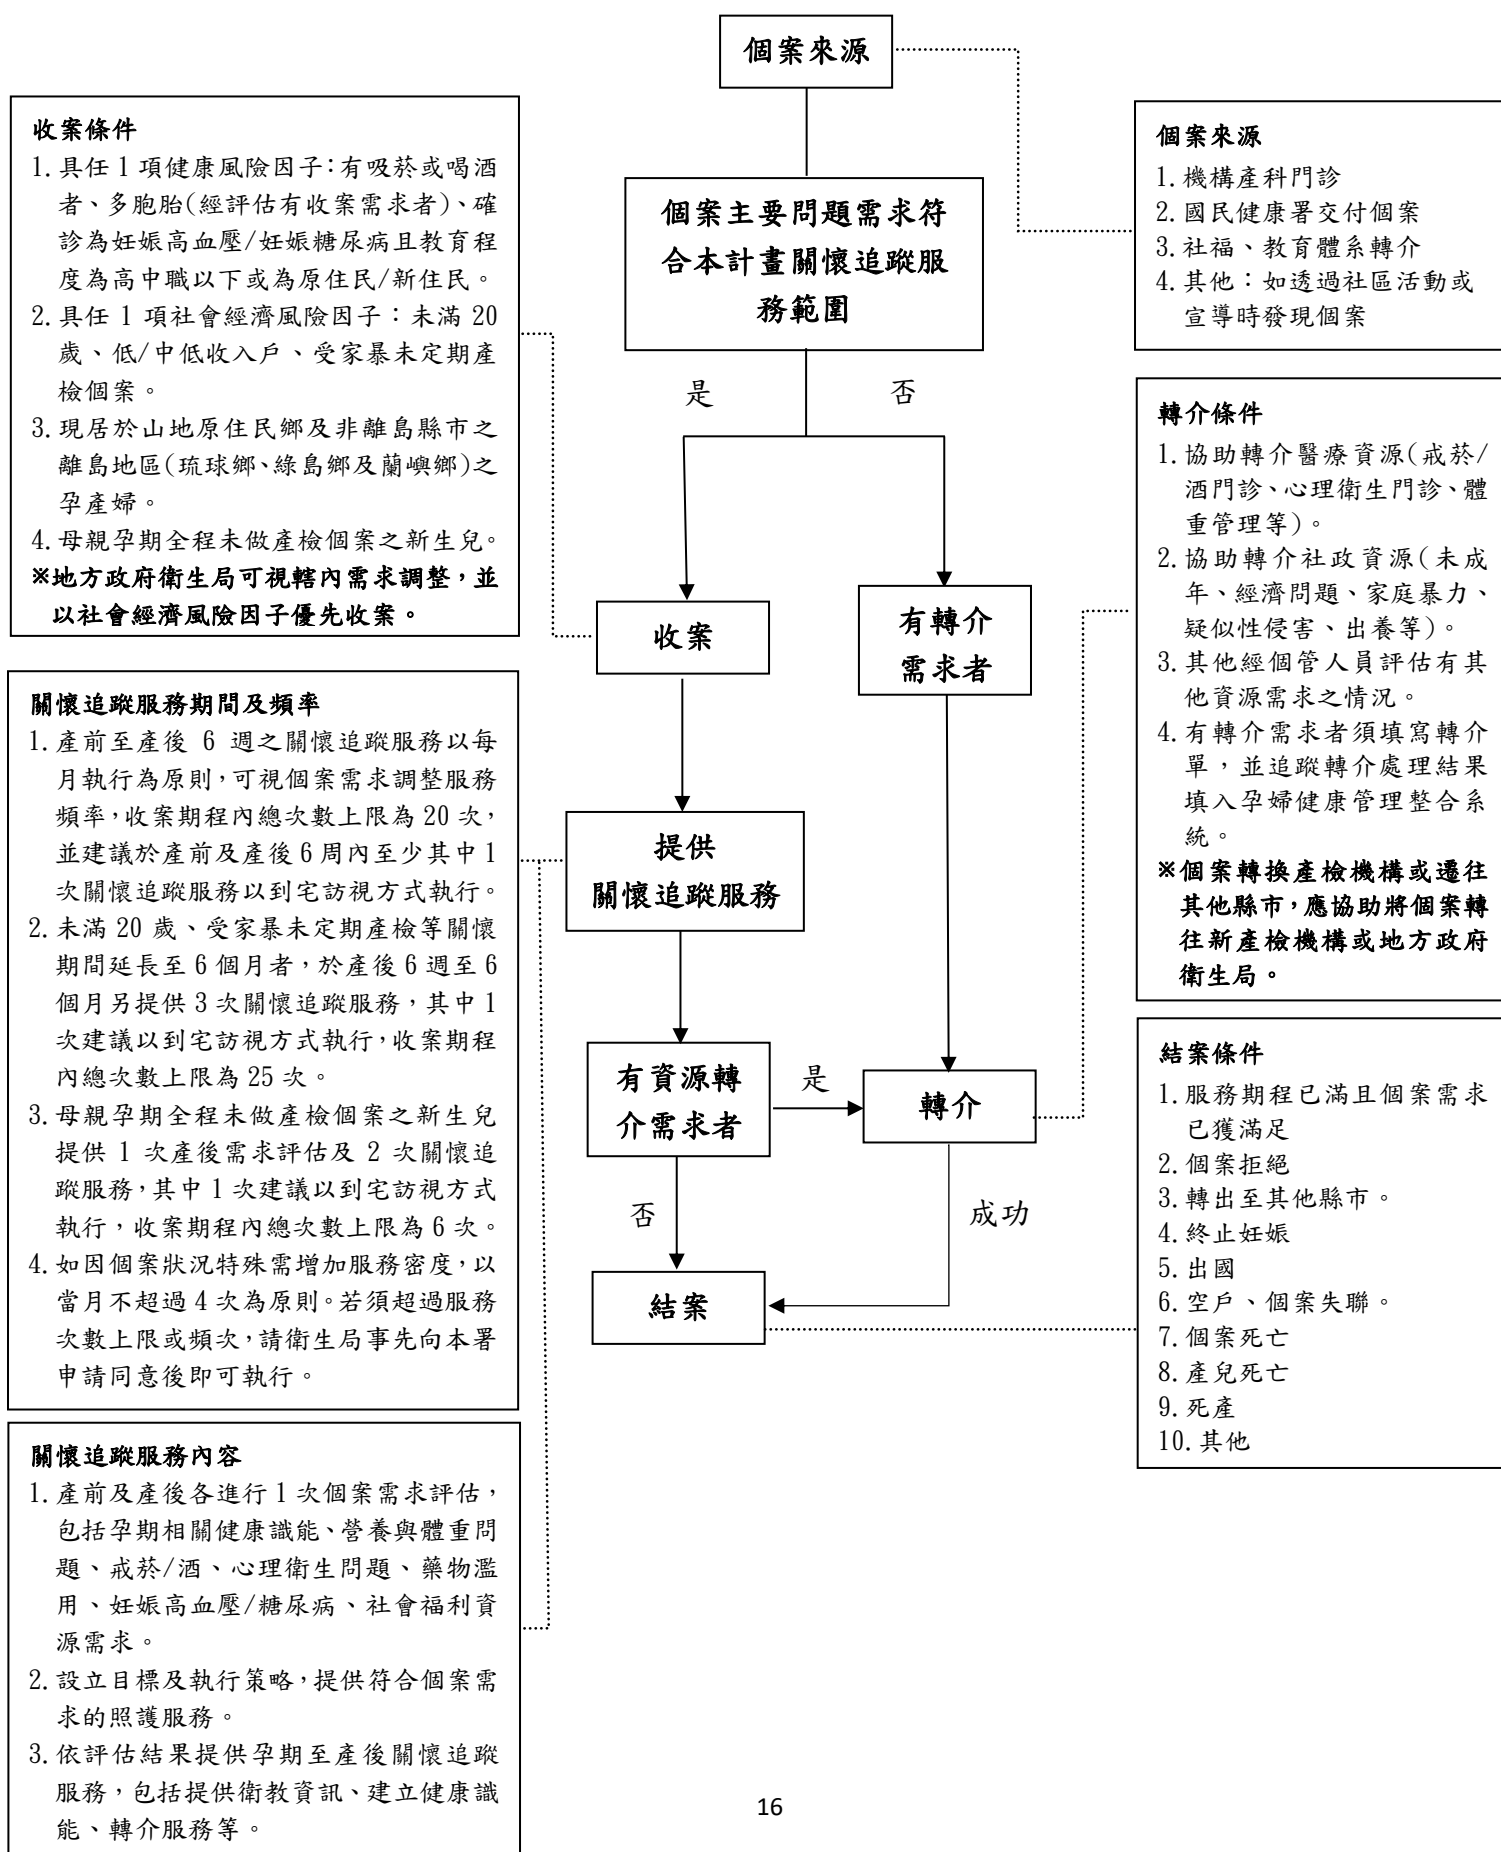 個案來源
收案條件
1.具任 1 項健康風險因子:有吸菸或喝酒
者、多胞胎(經評估有收案需求者)、確
診為妊娠高血壓/妊娠糖尿病且教育程
度為高中職以下或為原住民/新住民。
2.具任 1 項社會經濟風險因子：未滿 20
歲、低/中低收入戶、受家暴未定期產
檢個案。
3.現居於山地原住民鄉及非離島縣市之
離島地區(琉球鄉、綠島鄉及蘭嶼鄉)之
孕產婦。
4.母親孕期全程未做產檢個案之新生兒。
※地方政府衛生局可視轄內需求調整，並
以社會經濟風險因子優先收案。
個案主要問題需求符
合本計畫關懷追蹤服
務範圍
個案來源
1.機構產科門診
2.國民健康署交付個案
3.社福、教育體系轉介
4.其他：如透過社區活動或
宣導時發現個案
是
否
收案
有轉介
需求者
轉介條件
1.協助轉介醫療資源(戒菸/
酒門診、心理衛生門診、體
重管理等)。
2.協助轉介社政資源(未成
年、經濟問題、家庭暴力、
疑似性侵害、出養等)。
3.其他經個管人員評估有其
他資源需求之情況。
4.有轉介需求者須填寫轉介
單，並追蹤轉介處理結果
填入孕婦健康管理整合系
統。
※個案轉換產檢機構或遷往
其他縣市，應協助將個案轉
往新產檢機構或地方政府
衛生局。
關懷追蹤服務期間及頻率
1.產前至產後 6 週之關懷追蹤服務以每
月執行為原則，可視個案需求調整服務
頻率，收案期程內總次數上限為 20 次，
並建議於產前及產後 6 周內至少其中 1
次關懷追蹤服務以到宅訪視方式執行。
2.未滿 20 歲、受家暴未定期產檢等關懷
期間延長至 6 個月者，於產後 6 週至 6
個月另提供 3 次關懷追蹤服務，其中 1
次建議以到宅訪視方式執行，收案期程
內總次數上限為 25 次。
3.母親孕期全程未做產檢個案之新生兒
提供 1 次產後需求評估及 2 次關懷追
蹤服務，其中 1 次建議以到宅訪視方式
執行，收案期程內總次數上限為 6 次。
4.如因個案狀況特殊需增加服務密度，以
當月不超過 4 次為原則。若須超過服務
次數上限或頻次，請衛生局事先向本署
申請同意後即可執行。
提供
關懷追蹤服務
有資源轉
介需求者
是
轉介
否
成功
結案
結案條件
1.服務期程已滿且個案需求
已獲滿足
2.個案拒絕
3.轉出至其他縣市。
4.終止妊娠
5.出國
6.空戶、個案失聯。
7.個案死亡
8.產兒死亡
9.死產
10.其他
關懷追蹤服務內容
1.產前及產後各進行 1 次個案需求評估，
包括孕期相關健康識能、營養與體重問
題、戒菸/酒、心理衛生問題、藥物濫
用、妊娠高血壓/糖尿病、社會福利資
源需求。
2.設立目標及執行策略，提供符合個案需
求的照護服務。
3.依評估結果提供孕期至產後關懷追蹤
服務，包括提供衛教資訊、建立健康識
能、轉介服務等。
16